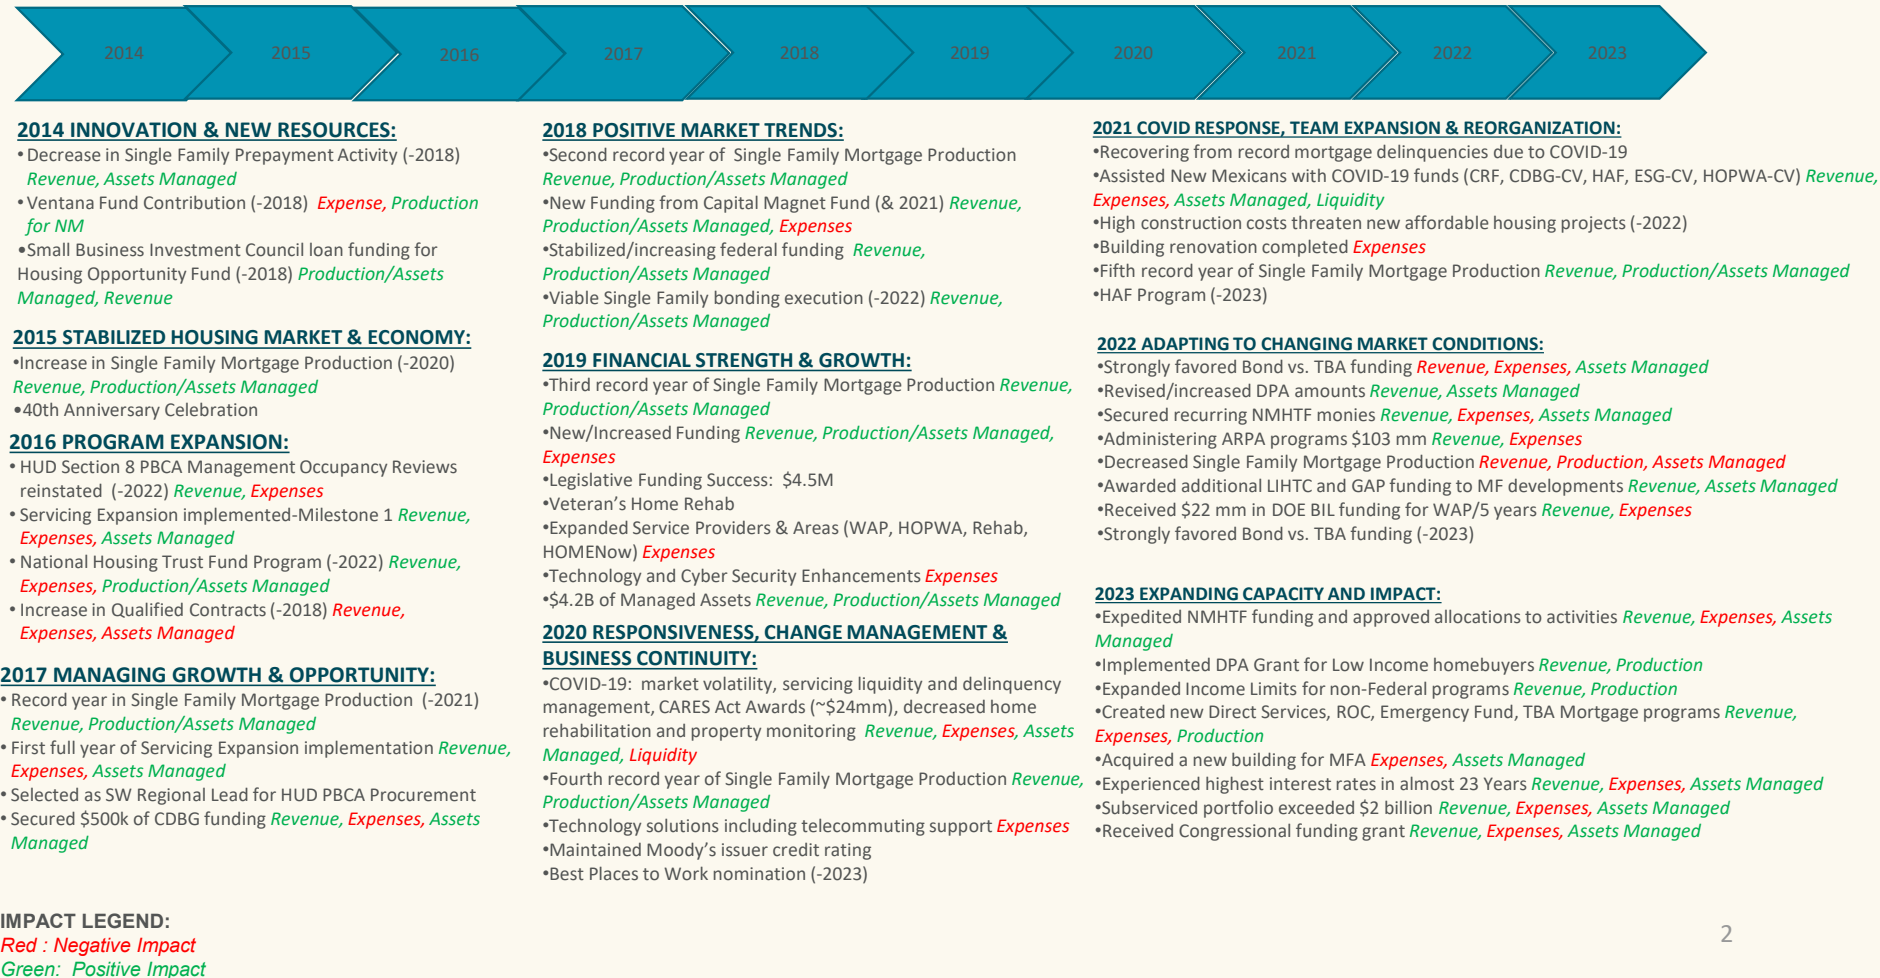 2014
2015
2016
2017
2018
2019
2020
2021
2022
2023
2014 INNOVATION & NEW RESOURCES:
• Decrease in Single Family Prepayment Activity (-2018)
Revenue, Assets Managed
• Ventana Fund Contribution (-2018) Expense, Production
for NM
•Small Business Investment Council loan funding for
Housing Opportunity Fund (-2018) Production/Assets
Managed, Revenue
2015 STABILIZED HOUSING MARKET & ECONOMY:
•Increase in Single Family Mortgage Production (-2020)
Revenue, Production/Assets Managed
•40th Anniversary Celebration
2016 PROGRAM EXPANSION:
• HUD Section 8 PBCA Management Occupancy Reviews
reinstated (-2022) Revenue, Expenses
• Servicing Expansion implemented-Milestone 1 Revenue,
Expenses, Assets Managed
• National Housing Trust Fund Program (-2022) Revenue,
Expenses, Production/Assets Managed
• Increase in Qualified Contracts (-2018) Revenue,
Expenses, Assets Managed
2017 MANAGING GROWTH & OPPORTUNITY:
• Record year in Single Family Mortgage Production (-2021)
Revenue, Production/Assets Managed
• First full year of Servicing Expansion implementation Revenue,
Expenses, Assets Managed
• Selected as SW Regional Lead for HUD PBCA Procurement
• Secured $500k of CDBG funding Revenue, Expenses, Assets
Managed
2018 POSITIVE MARKET TRENDS:
•Second record year of Single Family Mortgage Production
Revenue, Production/Assets Managed
•New Funding from Capital Magnet Fund (& 2021) Revenue,
Production/Assets Managed, Expenses
•Stabilized/increasing federal funding Revenue,
Production/Assets Managed
•Viable Single Family bonding execution (-2022) Revenue,
Production/Assets Managed
2019 FINANCIAL STRENGTH & GROWTH:
•Third record year of Single Family Mortgage Production Revenue,
Production/Assets Managed
•New/Increased Funding Revenue, Production/Assets Managed,
Expenses
•Legislative Funding Success: $4.5M
•Veteran's Home Rehab
•Expanded Service Providers & Areas (WAP, HOPWA, Rehab,
HOMENow) Expenses
•Technology and Cyber Security Enhancements Expenses
•$4.2B of Managed Assets Revenue, Production/Assets Managed
2020 RESPONSIVENESS, CHANGE MANAGEMENT &
BUSINESS CONTINUITY:
•COVID-19: market volatility, servicing liquidity and delinquency
management, CARES Act Awards (~$24mm), decreased home
rehabilitation and property monitoring Revenue, Expenses, Assets
Managed, Liquidity
•Fourth record year of Single Family Mortgage Production Revenue,
Production/Assets Managed
•Technology solutions including telecommuting support Expenses
•Maintained Moody's issuer credit rating
•Best Places to Work nomination (-2023)
2021 COVID RESPONSE, TEAM EXPANSION & REORGANIZATION:
•Recovering from record mortgage delinquencies due to COVID-19
•Assisted New Mexicans with COVID-19 funds (CRF, CDBG-CV, HAF, ESG-CV, HOPWA-CV) Revenue,
Expenses, Assets Managed, Liquidity
•High construction costs threaten new affordable housing projects (-2022)
•Building renovation completed Expenses
•Fifth record year of Single Family Mortgage Production Revenue, Production/Assets Managed
•HAF Program (-2023)
2022 ADAPTING TO CHANGING MARKET CONDITIONS:
•Strongly favored Bond vs. TBA funding Revenue, Expenses, Assets Managed
•Revised/increased DPA amounts Revenue, Assets Managed
•Secured recurring NMHTF monies Revenue, Expenses, Assets Managed
•Administering ARPA programs $103 mm Revenue, Expenses
•Decreased Single Family Mortgage Production Revenue, Production, Assets Managed
•Awarded additional LIHTC and GAP funding to MF developments Revenue, Assets Managed
•Received $22 mm in DOE BIL funding for WAP/5 years Revenue, Expenses
•Strongly favored Bond vs. TBA funding (-2023)
2023 EXPANDING CAPACITY AND IMPACT:
•Expedited NMHTF funding and approved allocations to activities Revenue, Expenses, Assets
Managed
•Implemented DPA Grant for Low Income homebuyers Revenue, Production
•Expanded Income Limits for non-Federal programs Revenue, Production
•Created new Direct Services, ROC, Emergency Fund, TBA Mortgage programs Revenue,
Expenses, Production
•Acquired a new building for MFA Expenses, Assets Managed
•Experienced highest interest rates in almost 23 Years Revenue, Expenses, Assets Managed
•Subserviced portfolio exceeded $2 billion Revenue, Expenses, Assets Managed
•Received Congressional funding grant Revenue, Expenses, Assets Managed
IMPACT LEGEND:
Red : Negative Impact
Green: Positive Impact
2